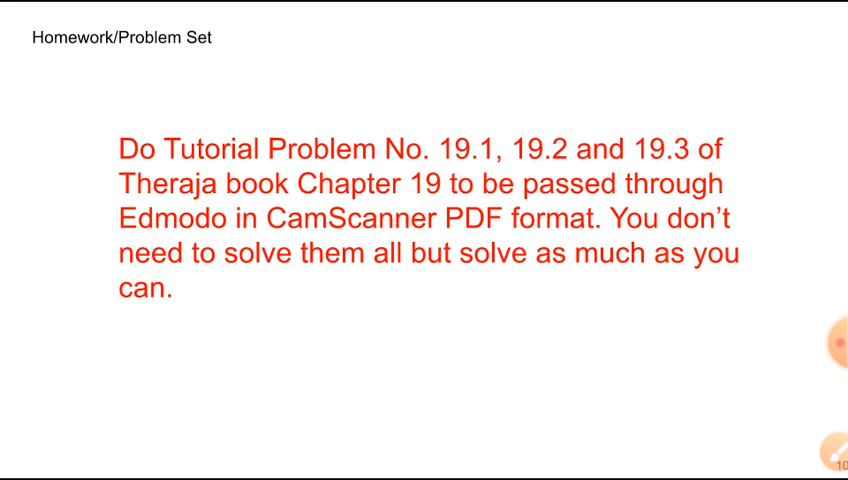 Homework/Problem Set
Do Tutorial Problem No. 19.1, 19.2 and 19.3 of
Theraja book Chapter 19 to be passed through
Edmodo in CamScanner PDF format. You don’t
need to solve them all but solve as much as you
can.
10